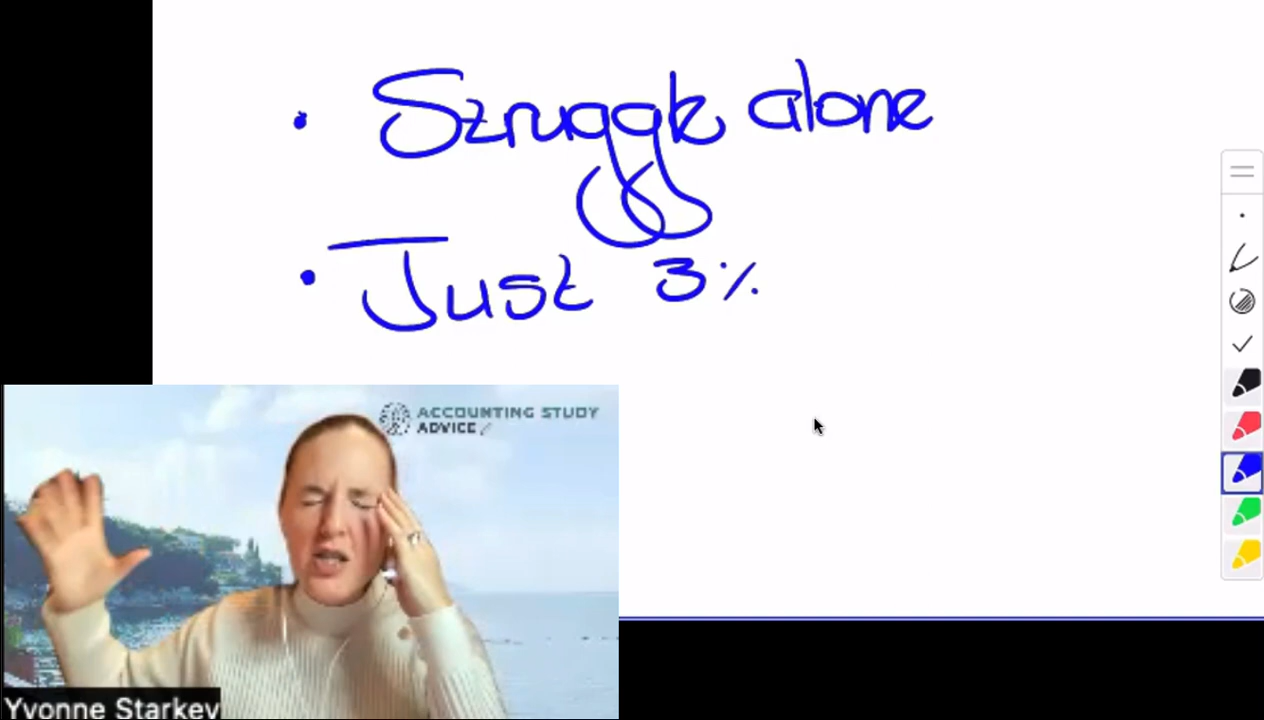 • Struggle alone
• Just 3%
ACCOUNTING STUDY
ADVICE
Yvonne Starkey